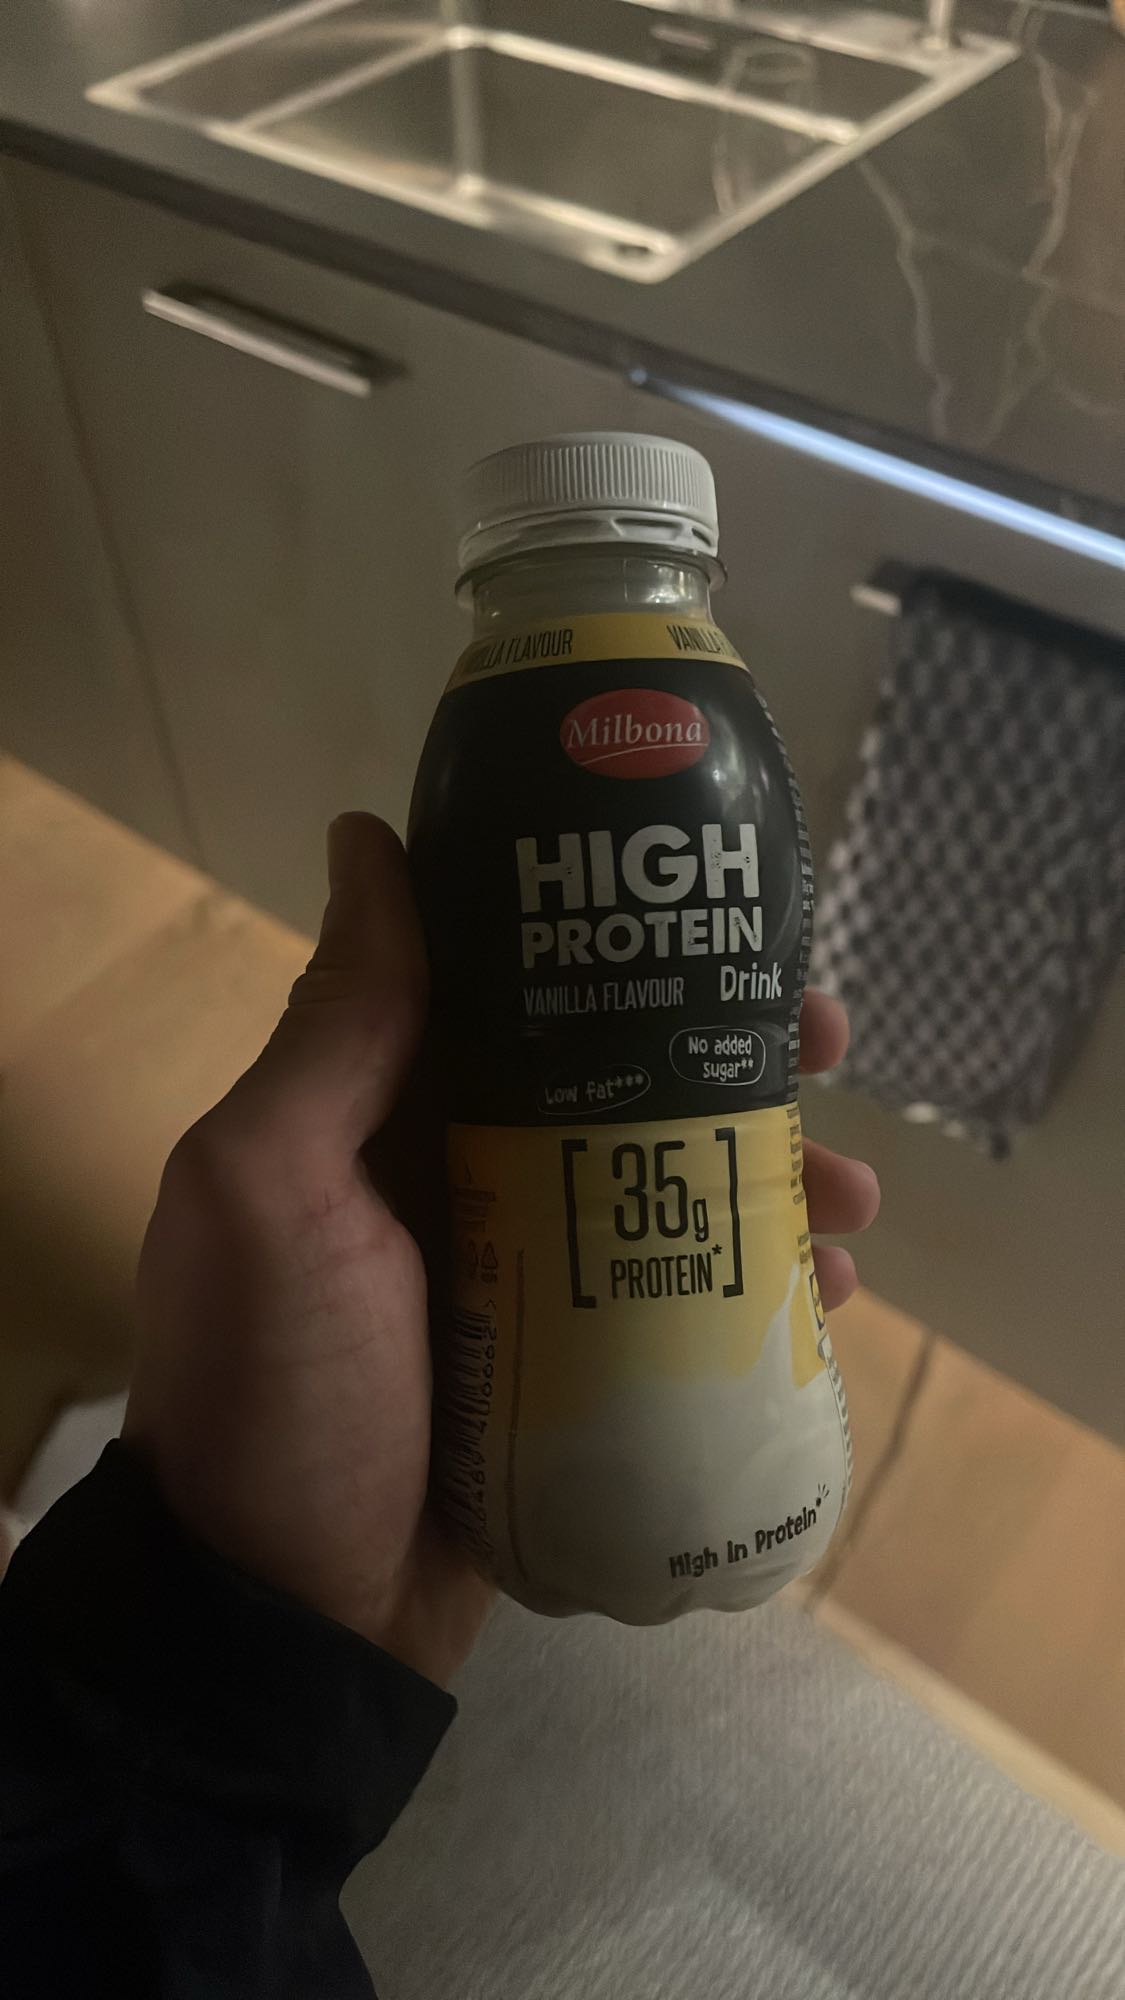 FLAVOUR
VANILLA
Milbona
HIGH
PROTEIN
VANILLA FLAVOUR Drink
No added
sugar**
Low fat***
[35g
PROTEIN*]
High in Protein*